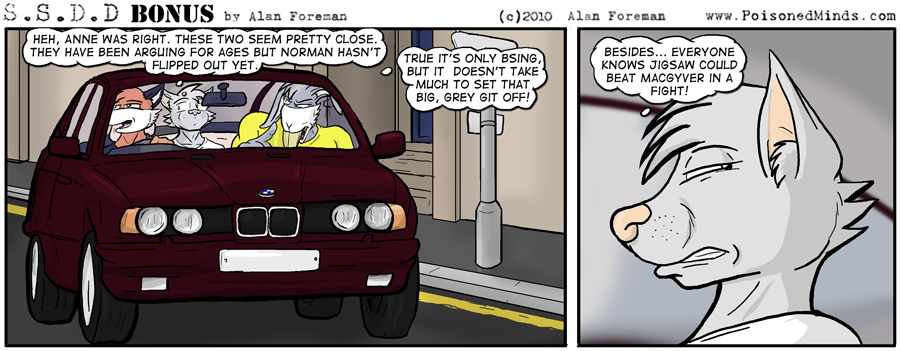 S.S.D.D BONUS by Alan Foreman (c)2010 Alan Foreman www.PoisonedMinds.com
HEH, ANNE WAS RIGHT. THESE TWO SEEM PRETTY CLOSE.
THEY HAVE BEEN ARGUING FOR AGES BUT NORMAN HASN'T
FLIPPED OUT YET.
TRUE IT'S ONLY BSING,
BUT IT DOESN'T TAKE
MUCH TO SET THAT
BIG, GREY GIT OFF!
BESIDES... EVERYONE
KNOWS JIGSAW COULD
BEAT MACGYVER IN A
FIGHT!